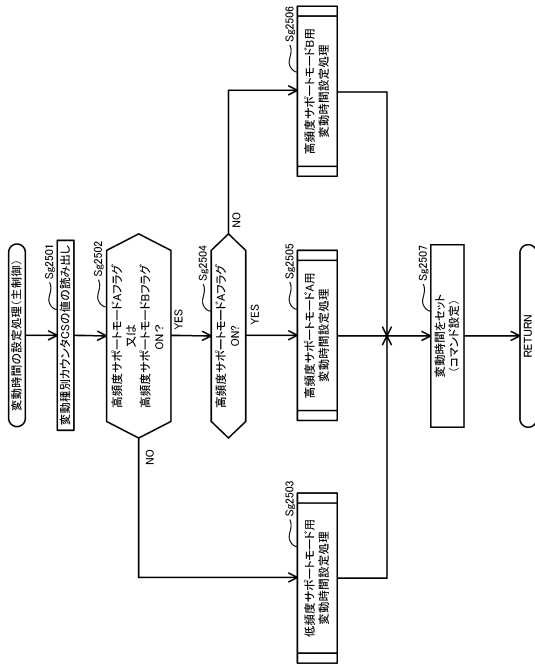 変動時間の設定処理(主制御)
Sg2501
変動種別カウンタCSの値の読み出し
Sg2502
高頻度サポートモードAフラグ
又は
高頻度サポートモードBフラグ
ON?
YES
NO
Sg2504
高頻度サポートモードAフラグ
ON?
YES
NO
Sg2503
低頻度サポートモード用
変動時間設定処理
Sg2505
高頻度サポートモードA用
変動時間設定処理
Sg2506
高頻度サポートモードB用
変動時間設定処理
Sg2507
変動時間をセット
(コマンド設定)
RETURN